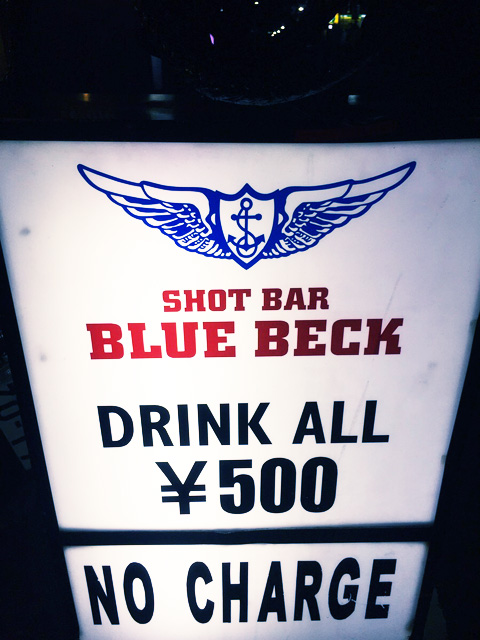 SHOT BAR
BLUE BECK
DRINK ALL
¥500
NO CHARGE